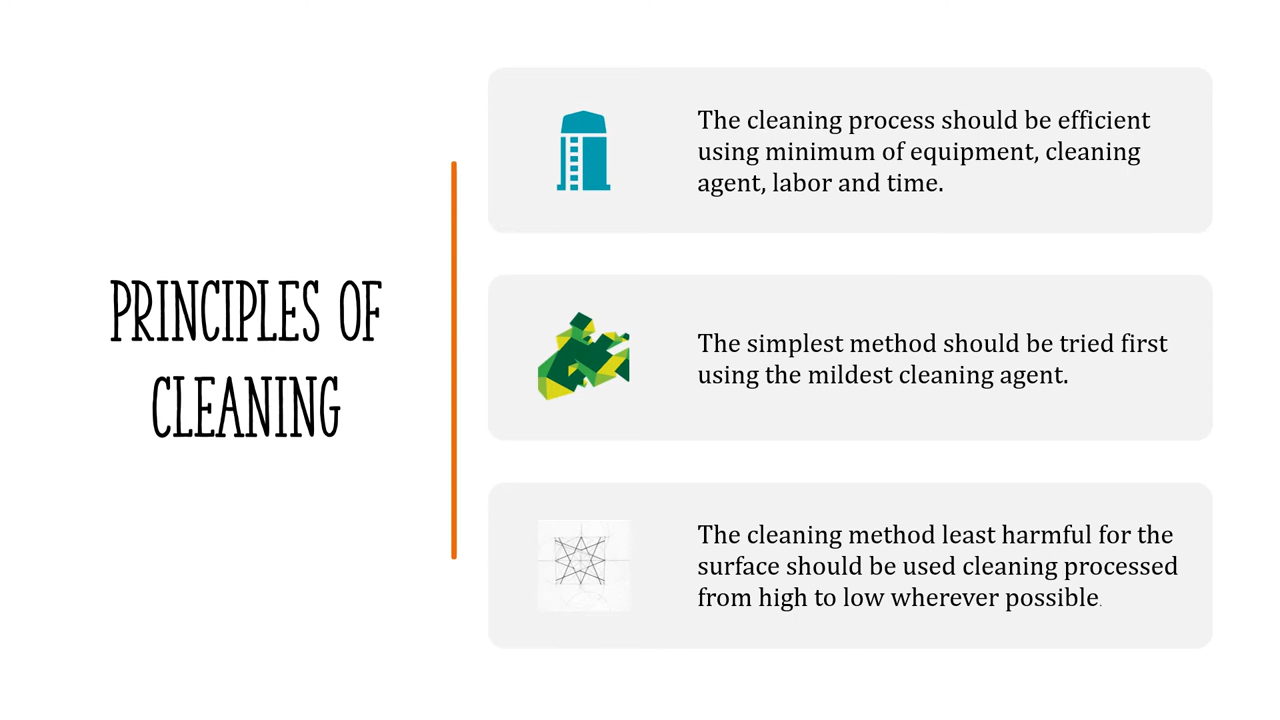 PRINCIPLES OF
CLEANING
The cleaning process should be efficient
using minimum of equipment, cleaning
agent, labor and time.
The simplest method should be tried first
using the mildest cleaning agent.
The cleaning method least harmful for the
surface should be used cleaning processed
from high to low wherever possible.